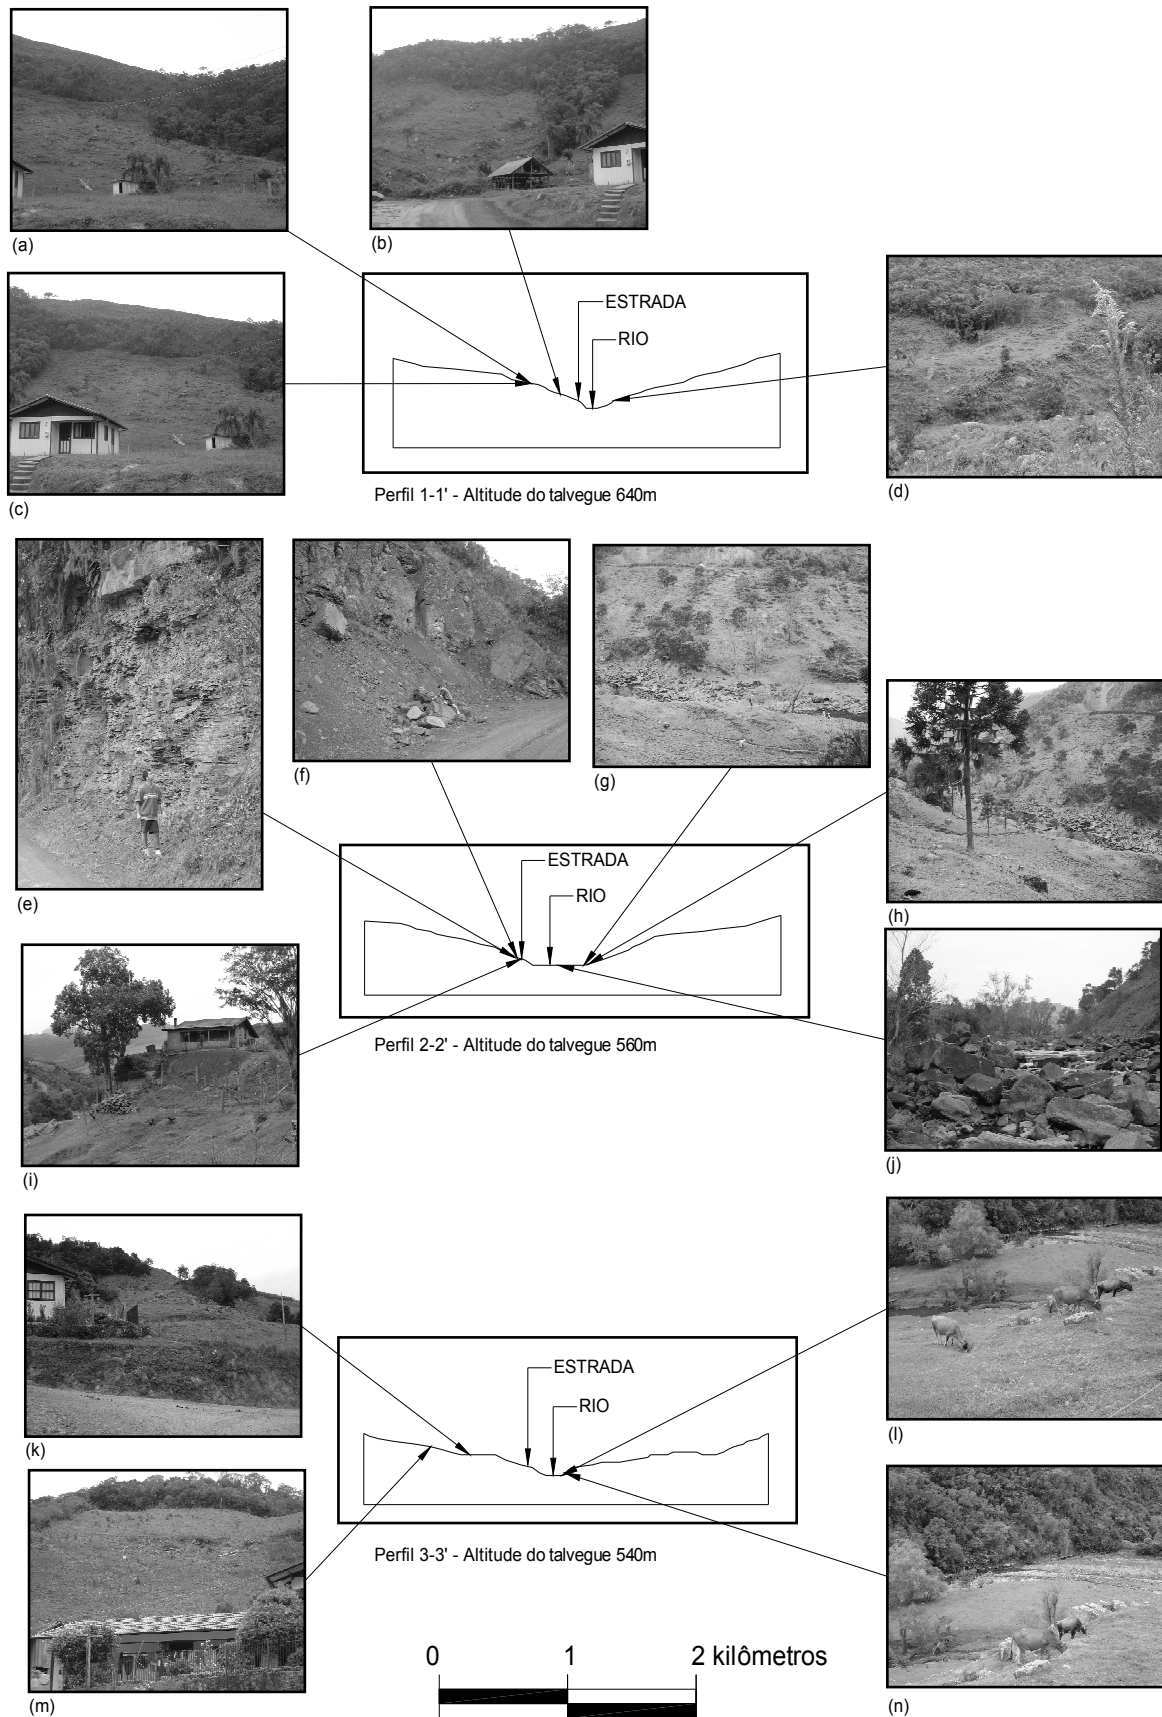 (a)
(b)
ESTRADA
RIO
(c)
Perfil 1-1' - Altitude do talvegue 640m
(d)
(e)
(f)
(g)
(h)
ESTRADA
RIO
(i)
Perfil 2-2' - Altitude do talvegue 560m
(j)
(k)
ESTRADA
RIO
(l)
Perfil 3-3' - Altitude do talvegue 540m
(m)
0 1 2 kilômetros
(n)